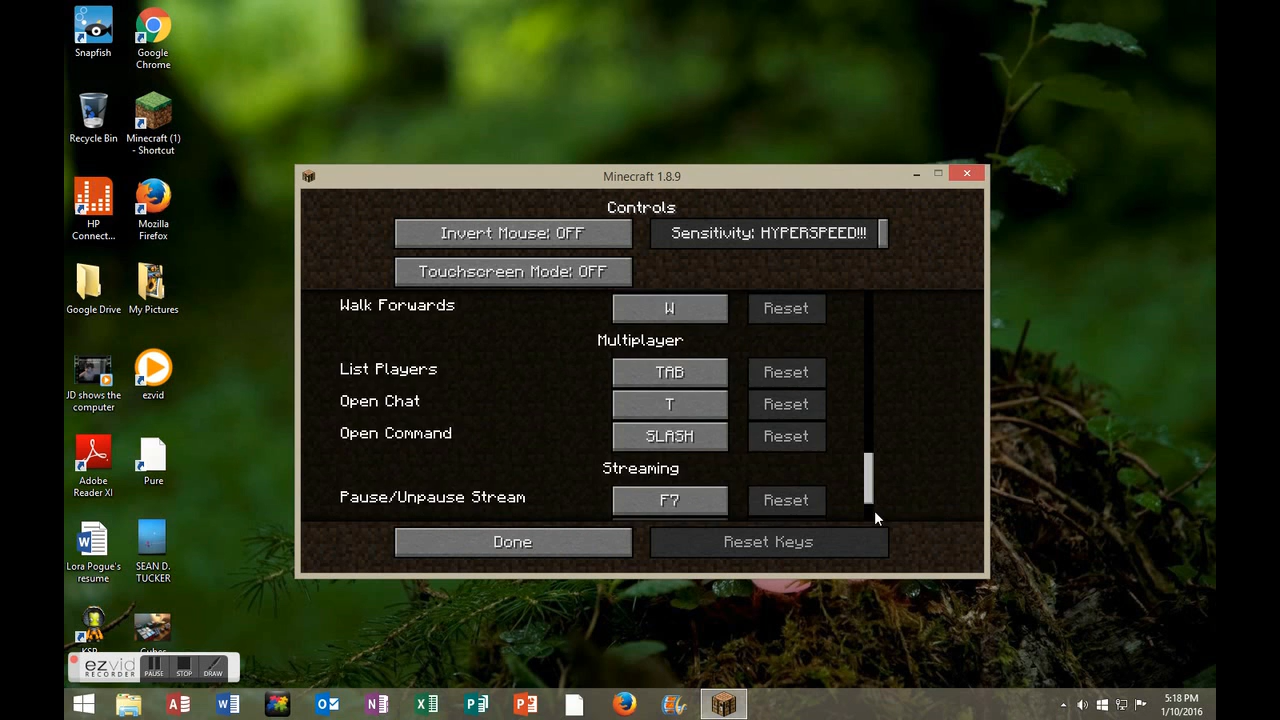 Snapfish
Google
Chrome
Recycle Bin
Minecraft (1)
- Shortcut
HP
Connect...
Mozilla
Firefox
Google Drive
My Pictures
JD shows the
computer
ezvid
Adobe
Reader XI
Pure
Lora Pogue's
resume
SEAN D.
TUCKER
KSP
Cubes
ezvid
RECORDER
PAUSE
STOP
DRAW
Minecraft 1.8.9
Controls
Invert Mouse: OFF
Sensitivity: HYPERSPEED!!!
Touchscreen Mode: OFF
Walk Forwards W Reset
Multiplayer
List Players TAB Reset
Open Chat T Reset
Open Command SLASH Reset
Streaming
Pause/Unpause Stream F7 Reset
Done
Reset Keys
5:18 PM
1/10/2016